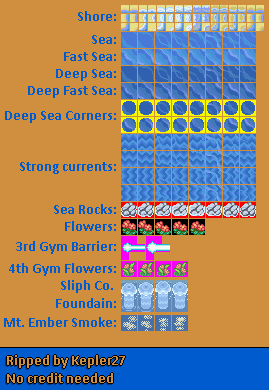 Shore:
Sea:
Fast Sea:
Deep Sea:
Deep Fast Sea:
Deep Sea Corners:
Strong currents:
Sea Rocks:
Flowers:
3rd Gym Barrier:
4th Gym Flowers:
Sliph Co.
Foundain:
Mt. Ember Smoke:
Ripped by Kepler27
No credit needed